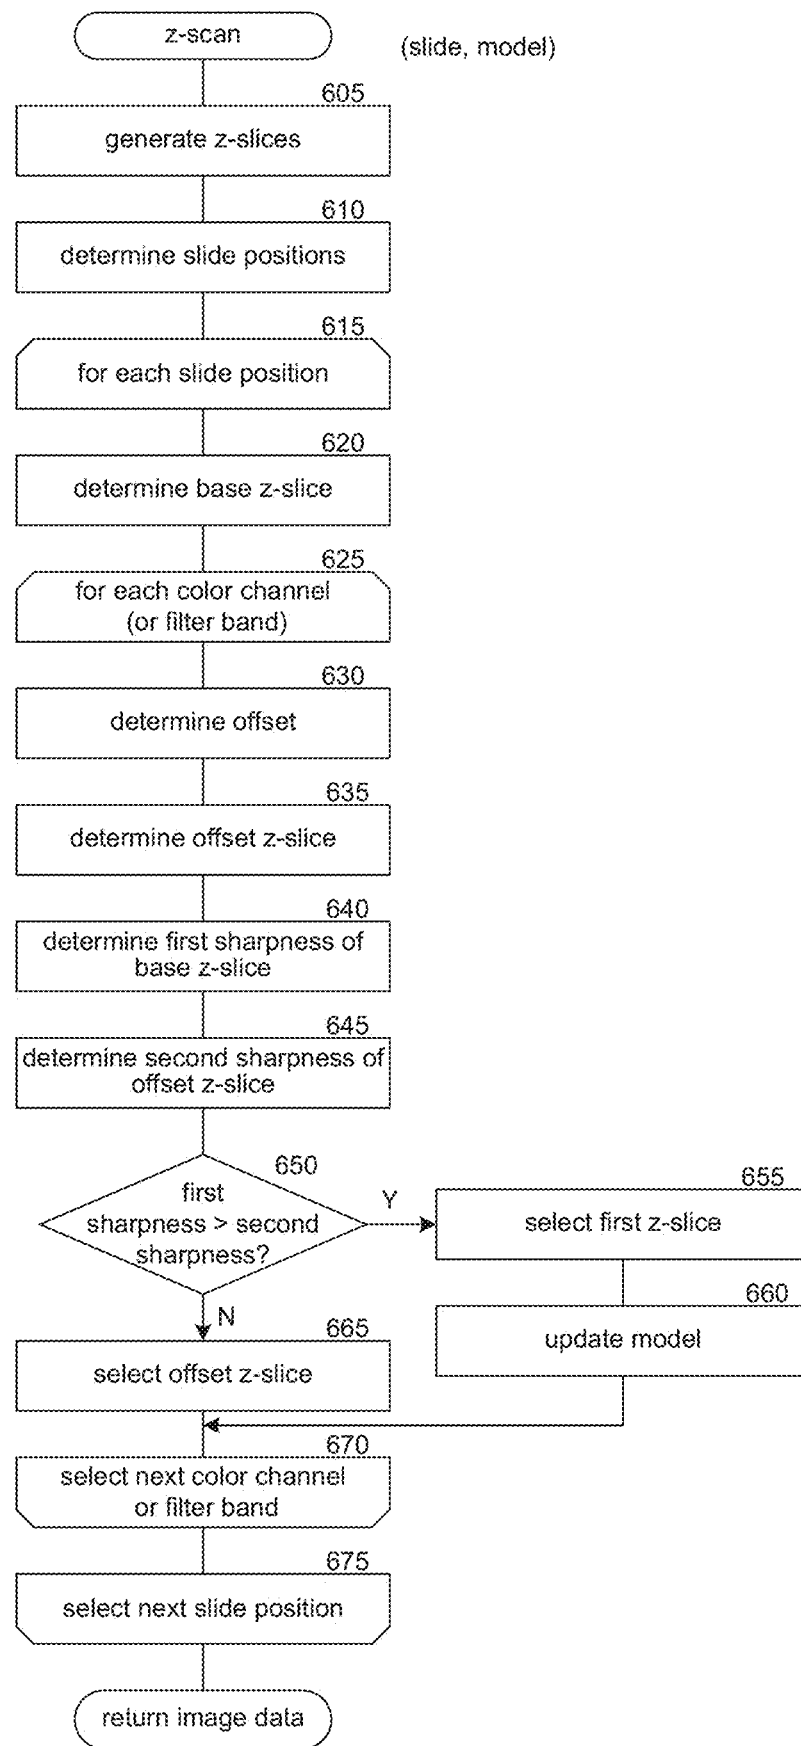 z-scan
(slide, model)
605
generate z-slices
610
determine slide positions
615
for each slide position
620
determine base z-slice
625
for each color channel
(or filter band)
630
determine offset
635
determine offset z-slice
640
determine first sharpness of
base z-slice
645
determine second sharpness of
offset z-slice
650
first
sharpness > second
sharpness?
Y
655
select first z-slice
660
update model
N
665
select offset z-slice
670
select next color channel
or filter band
675
select next slide position
return image data